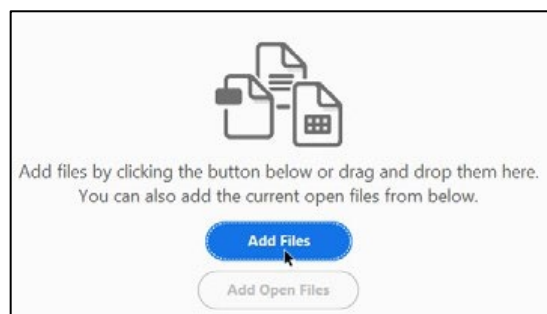 Add files by clicking the button below or drag and drop them here.
You can also add the current open files from below.
Add Files
Add Open Files